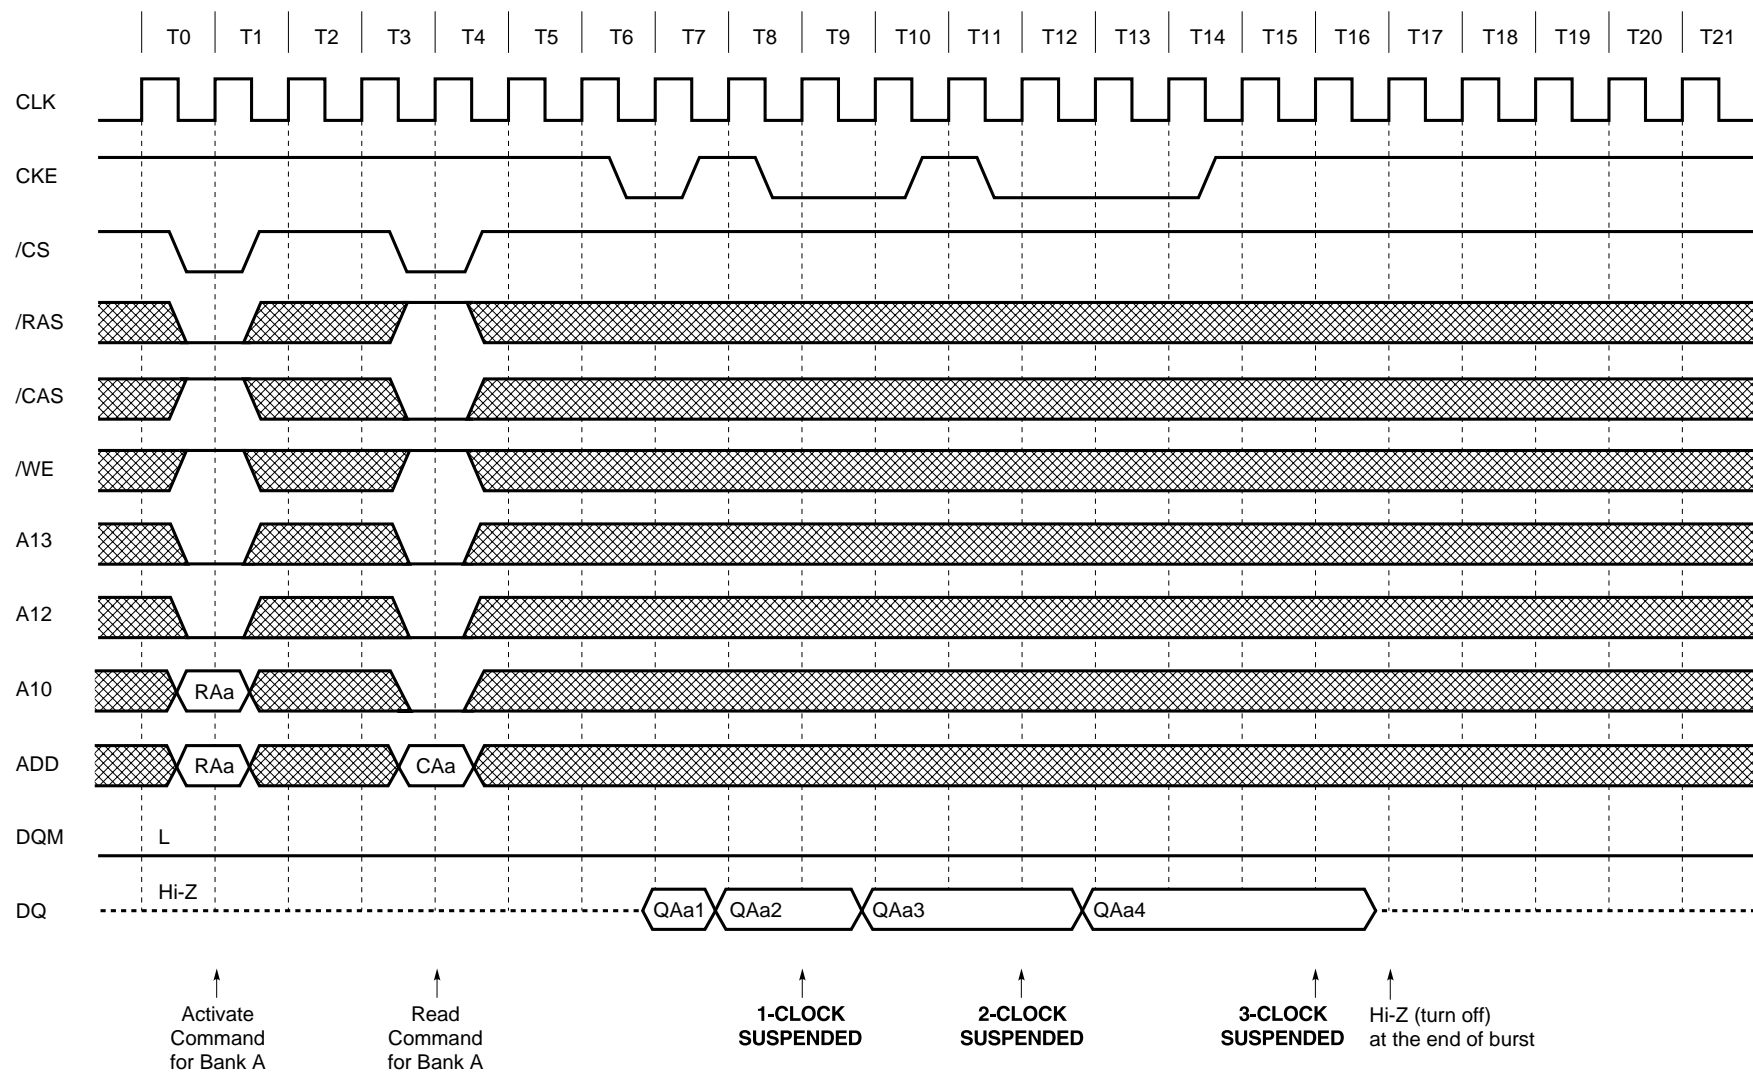 T0 T1 T2 T3 T4 T5 T6 T7 T8 T9 T10 T11 T12 T13 T14 T15 T16 T17 T18 T19 T20 T21
CLK
CKE
/CS
/RAS
/CAS
/WE
A13
A12
A10 RAa
ADD RAa CAa
DQM L
Hi-Z
DQ QAa1 QAa2 QAa3 QAa4
Activate
Command
for Bank A
Read
Command
for Bank A
1-CLOCK
SUSPENDED
2-CLOCK
SUSPENDED
3-CLOCK
SUSPENDED
Hi-Z (turn off)
at the end of burst